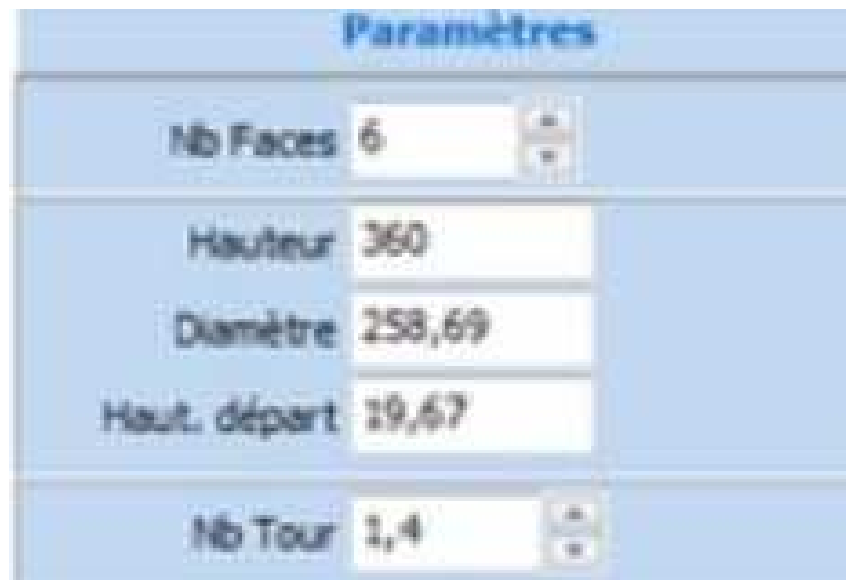 Paramètres
Nb Faces 6
Hauteur 360
Diamètre 258,69
Haut. départ 19,67
Nb Tour 1,4